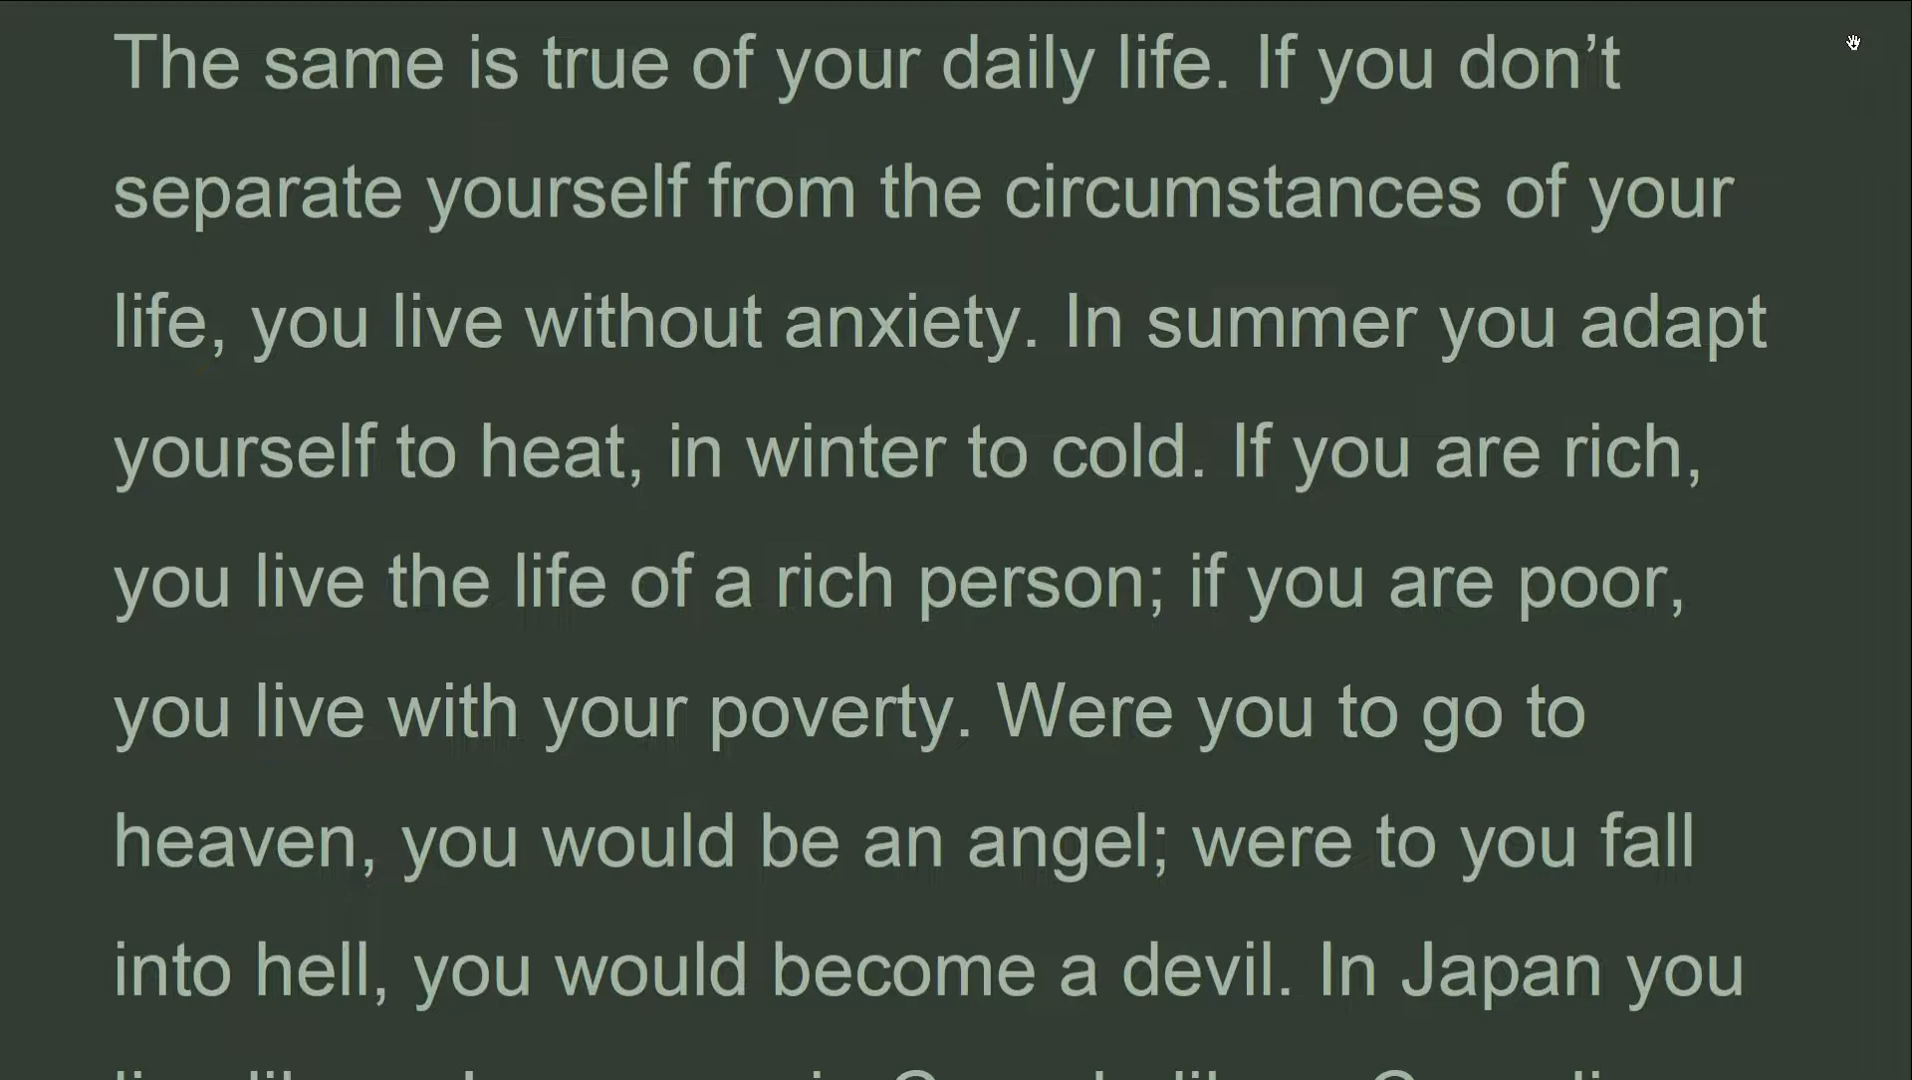 The same is true of your daily life. If you don’t
separate yourself from the circumstances of your
life, you live without anxiety. In summer you adapt
yourself to heat, in winter to cold. If you are rich,
you live the life of a rich person; if you are poor,
you live with your poverty. Were you to go to
heaven, you would be an angel; were to you fall
into hell, you would become a devil. In Japan you